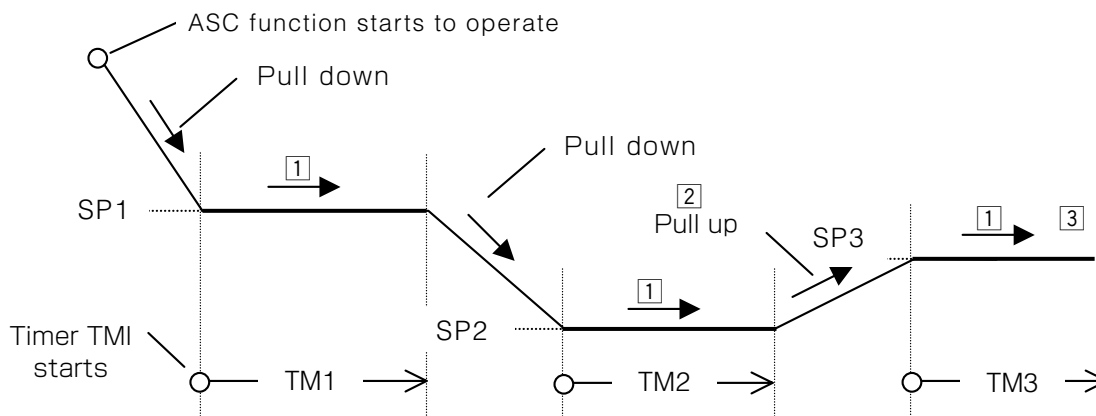 ASC function starts to operate
Pull down
1
SP1
Pull down
2
Pull up
SP3
1
3
1
SP2
Timer TMI
starts
TM1
TM2
TM3